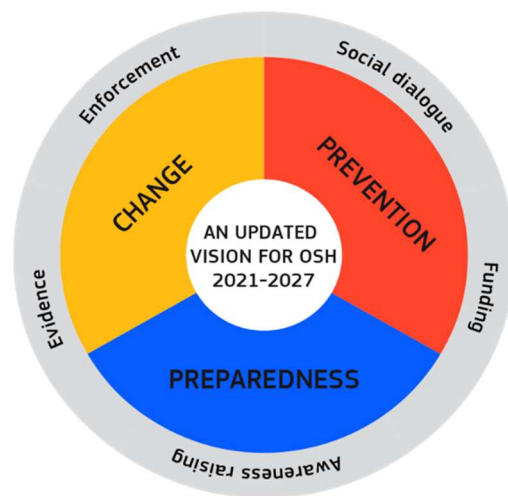 Enforcement
Social dialogue
CHANGE
PREVENTION
AN UPDATED
VISION FOR OSH
2021-2027
Evidence
Funding
PREPAREDNESS
Awareness raising